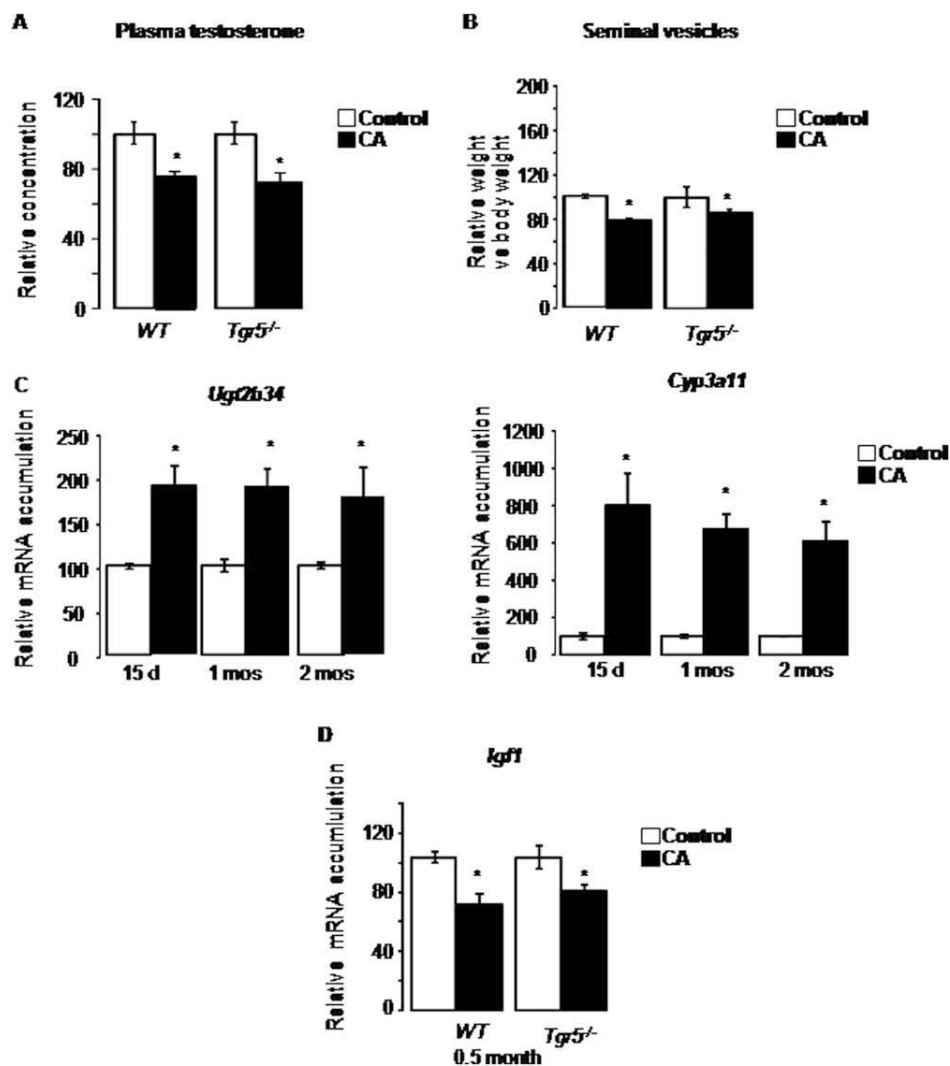 A
Plasma testosterone
Relative concentration
120
80
40
0
Control
CA
*
*
WT
Tgr5-/-
B
Seminal vesicles
Relative weight
vs body weight
200
160
120
80
40
0
Control
CA
*
*
WT
Tgr5-/-
C
Ugt2b34
Relative mRNA accumulation
250
200
150
100
50
0
*
*
*
15 d
1 mos
2 mos
Cyp3a11
Relative mRNA accumulation
1200
1000
800
600
400
200
0
Control
CA
*
*
*
15 d
1 mos
2 mos
D
Igf1
Relative mRNA accumlulation
120
80
40
0
Control
CA
*
*
WT
Tgr5-/-
0.5 month